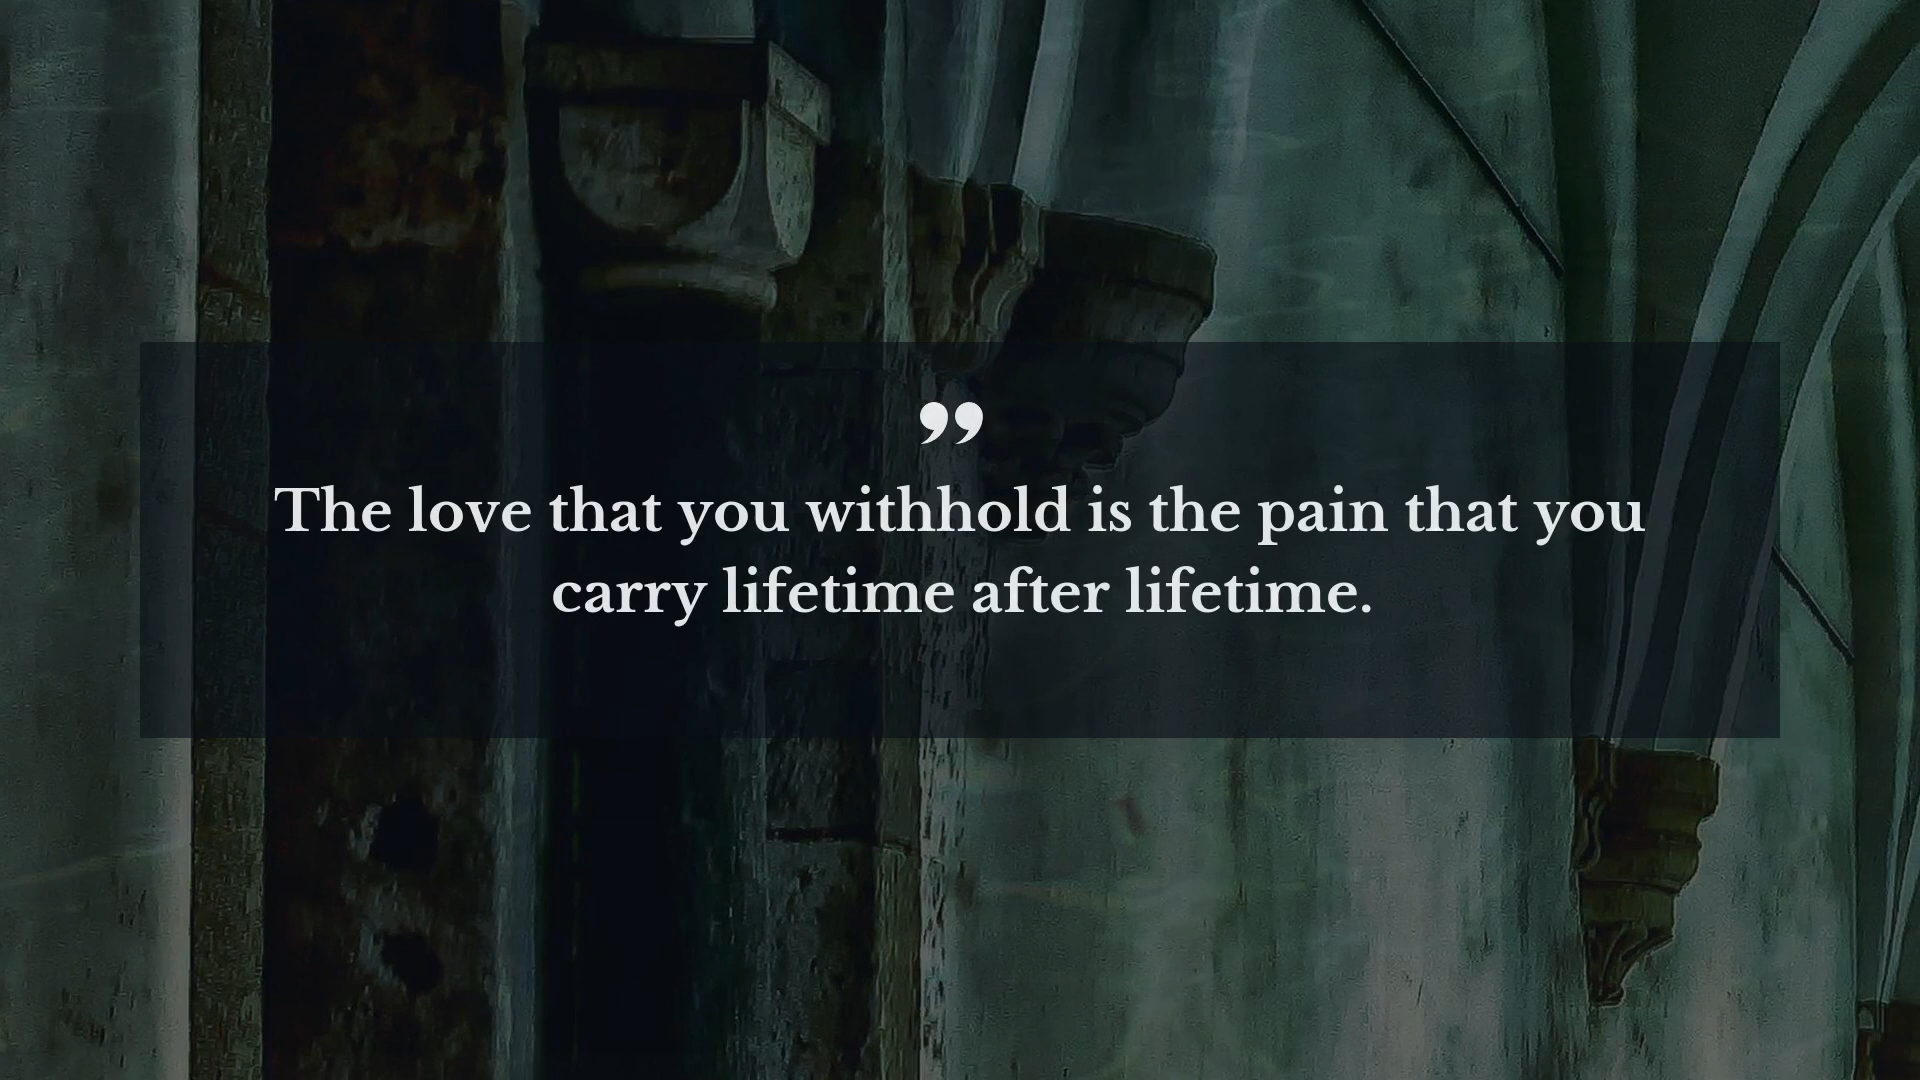 ”
The love that you withhold is the pain that you
carry lifetime after lifetime.